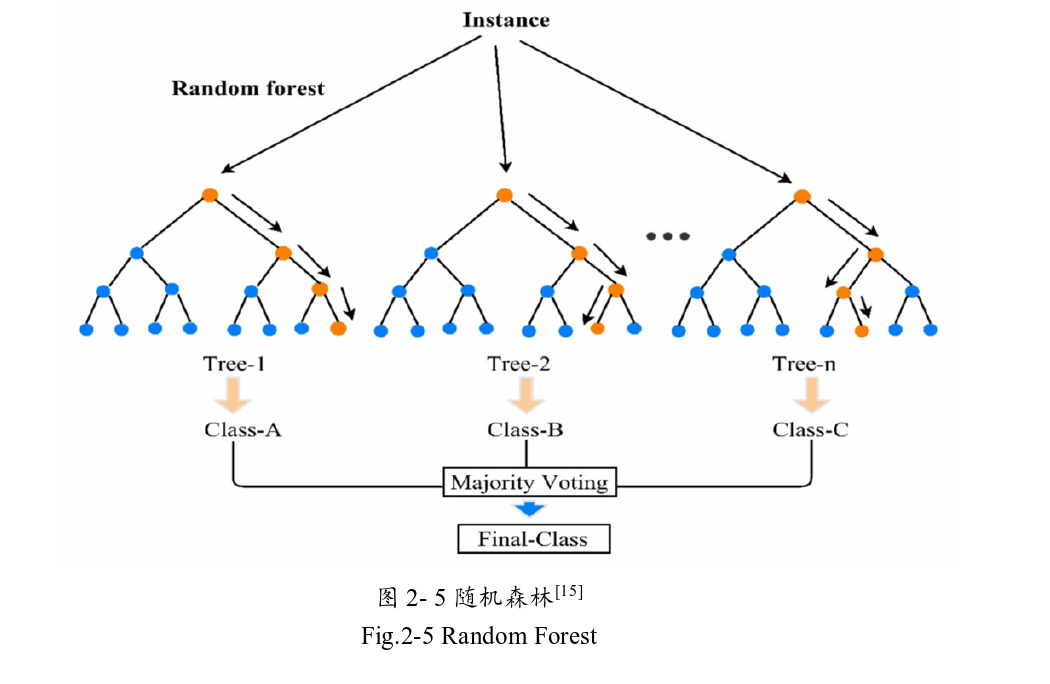 Instance
Random forest
Tree-1 Tree-2 Tree-n
Class-A Class-B Class-C
Majority Voting
Final-Class
图 2- 5 随机森林[15]
Fig.2-5 Random Forest